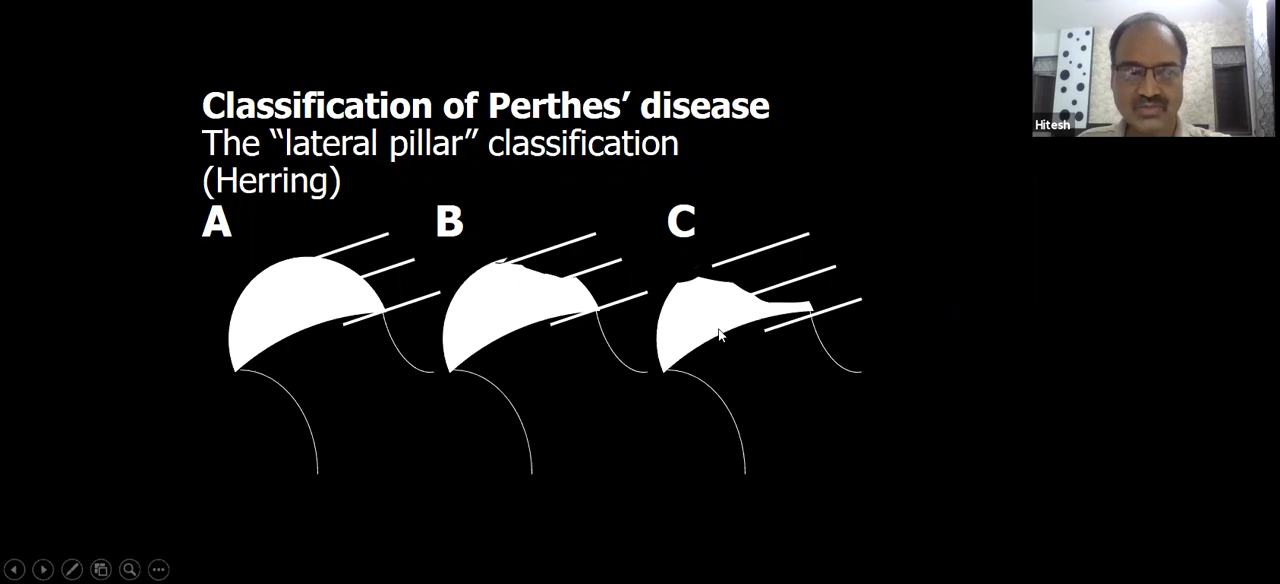 Classification of Perthes’ disease
The “lateral pillar” classification
(Herring)
A B C
Hitesh